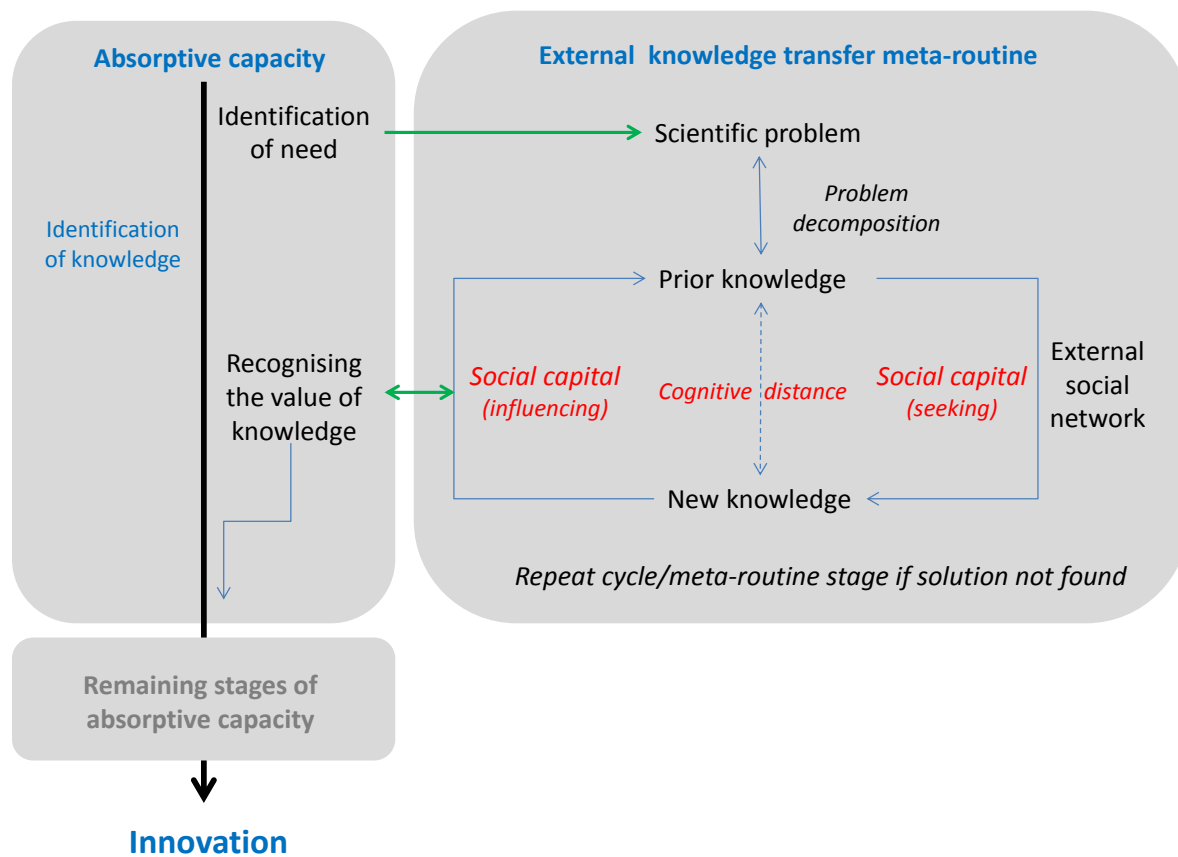 Absorptive capacity
Identification
of need
Identification
of knowledge
Recognising
the value of
knowledge
Remaining stages of
absorptive capacity
Innovation
External knowledge transfer meta-routine
Scientific problem
Problem
decomposition
Prior knowledge
Social capital
(influencing)
Cognitive distance
Social capital
(seeking)
External
social
network
New knowledge
Repeat cycle/meta-routine stage if solution not found